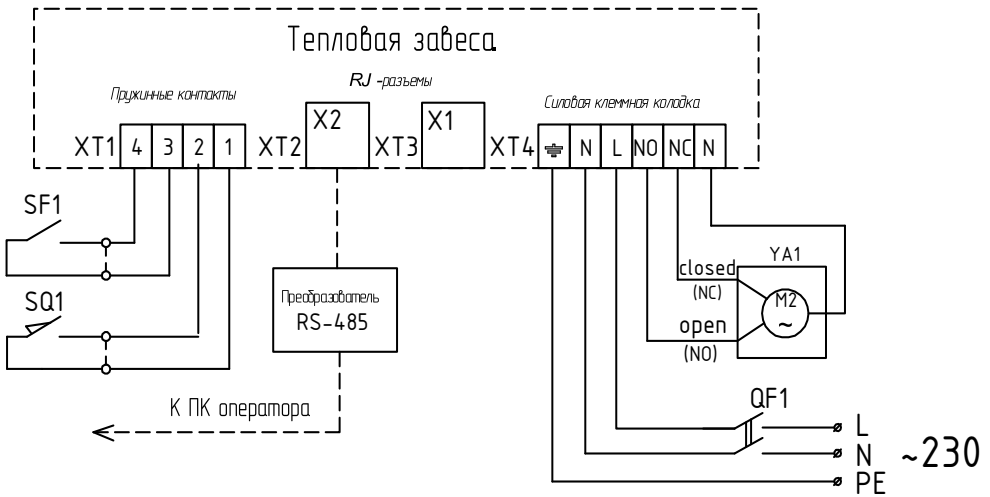 Тепловая завеса
Пружинные контакты
RJ -разъемы
Силовая клеммная колодка
XT1 4 3 2 1 XT2 X2 XT3 X1 XT4 N L NO NC N
SF1
SQ1
Преобразователь
RS-485
К ПК оператора
closed
(NC)
open
(NO)
YA1
M2
~
QF1
L
N ~230
PE